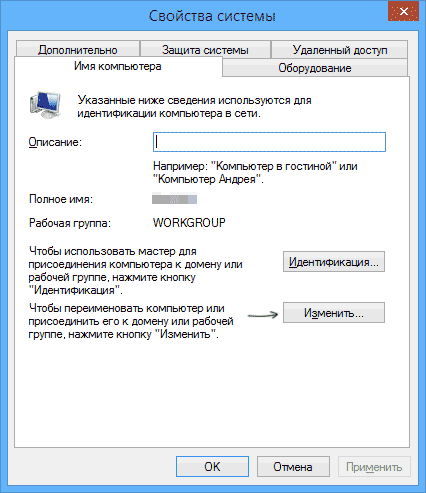 Свойства системы
Дополнительно
Защита системы
Удаленный доступ
Имя компьютера
Оборудование
Указанные ниже сведения используются для
идентификации компьютера в сети.
Описание:
Например: "Компьютер в гостиной" или
"Компьютер Андрея".
Полное имя:
Рабочая группа: WORKGROUP
Чтобы использовать мастер для
присоединения компьютера к домену или
рабочей группе, нажмите кнопку
"Идентификация".
Идентификация...
Чтобы переименовать компьютер или
присоединить его к домену или рабочей
группе, нажмите кнопку "Изменить".
Изменить...
OK
Отмена
Применить